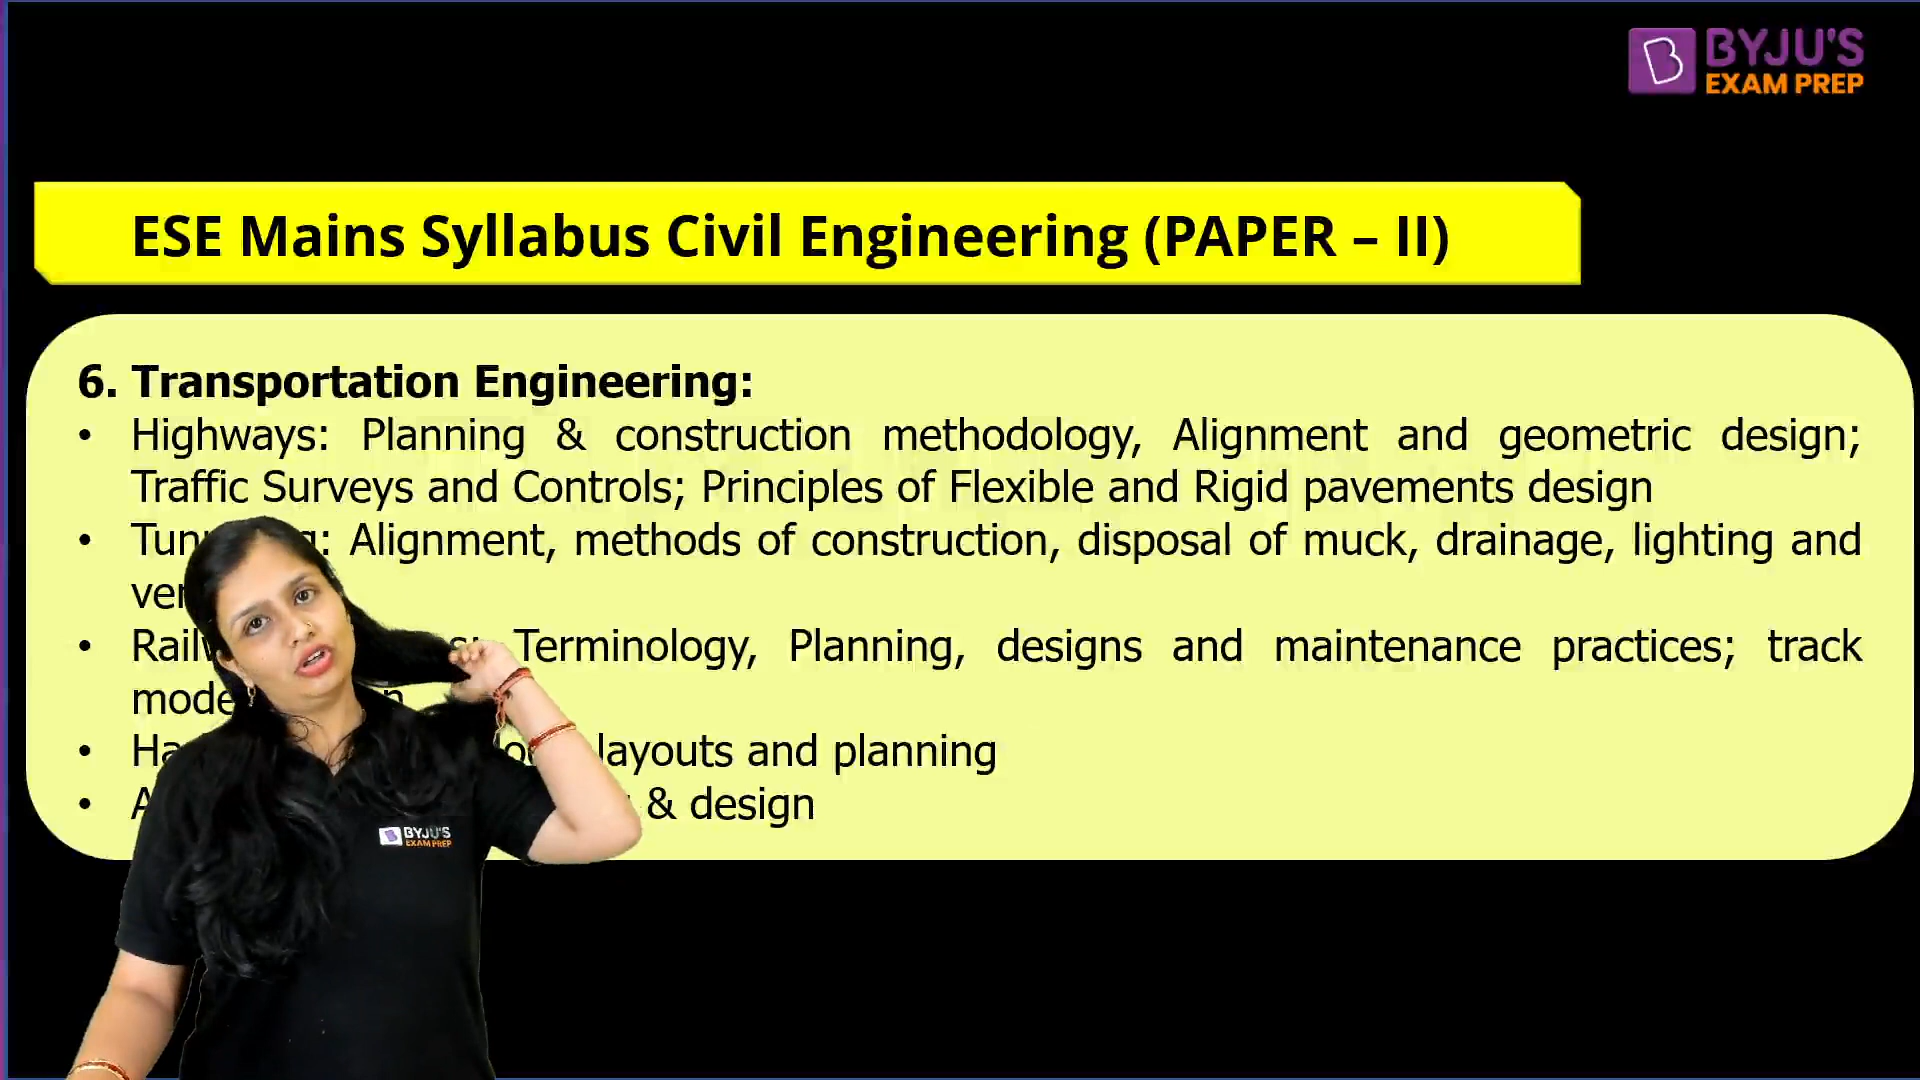 BYJU'S
EXAM PREP
ESE Mains Syllabus Civil Engineering (PAPER – II)
6. Transportation Engineering:
• Highways: Planning & construction methodology, Alignment and geometric design;
Traffic Surveys and Controls; Principles of Flexible and Rigid pavements design
• Alignment, methods of construction, disposal of muck, drainage, lighting and
• Terminology, Planning, designs and maintenance practices; track
• layouts and planning
• & design
BYJU'S
EXAM PREP